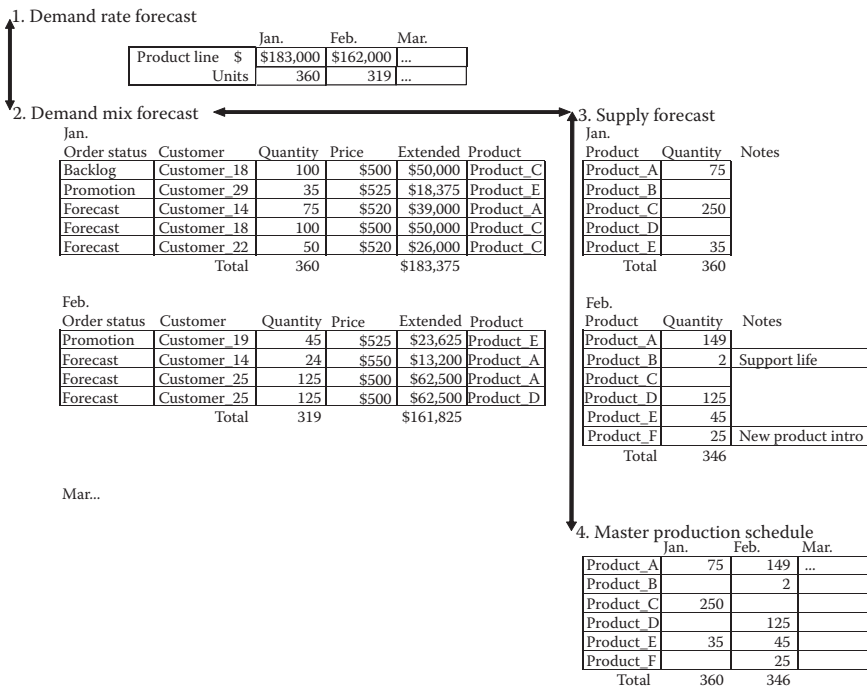 1. Demand rate forecast
Jan. Feb. Mar.
Product line $ $183,000 $162,000 ...
Units 360 319 ...
2. Demand mix forecast
Jan.
Order status Customer Quantity Price Extended Product
Backlog Customer_18 100 $500 $50,000 Product_C
Promotion Customer_29 35 $525 $18,375 Product_E
Forecast Customer_14 75 $520 $39,000 Product_A
Forecast Customer_18 100 $500 $50,000 Product_C
Forecast Customer_22 50 $520 $26,000 Product_C
Total 360 $183,375
Feb.
Order status Customer Quantity Price Extended Product
Promotion Customer_19 45 $525 $23,625 Product_E
Forecast Customer_14 24 $550 $13,200 Product_A
Forecast Customer_25 125 $500 $62,500 Product_A
Forecast Customer_25 125 $500 $62,500 Product_D
Total 319 $161,825
Mar...
3. Supply forecast
Jan.
Product Quantity Notes
Product_A 75
Product_B
Product_C 250
Product_D
Product_E 35
Total 360
Feb.
Product Quantity Notes
Product_A 149
Product_B 2 Support life
Product_C
Product_D 125
Product_E 45
Product_F 25 New product intro
Total 346
4. Master production schedule
Jan. Feb. Mar.
Product_A 75 149 ...
Product_B 2
Product_C 250
Product_D 125
Product_E 35 45
Product_F 25
Total 360 346